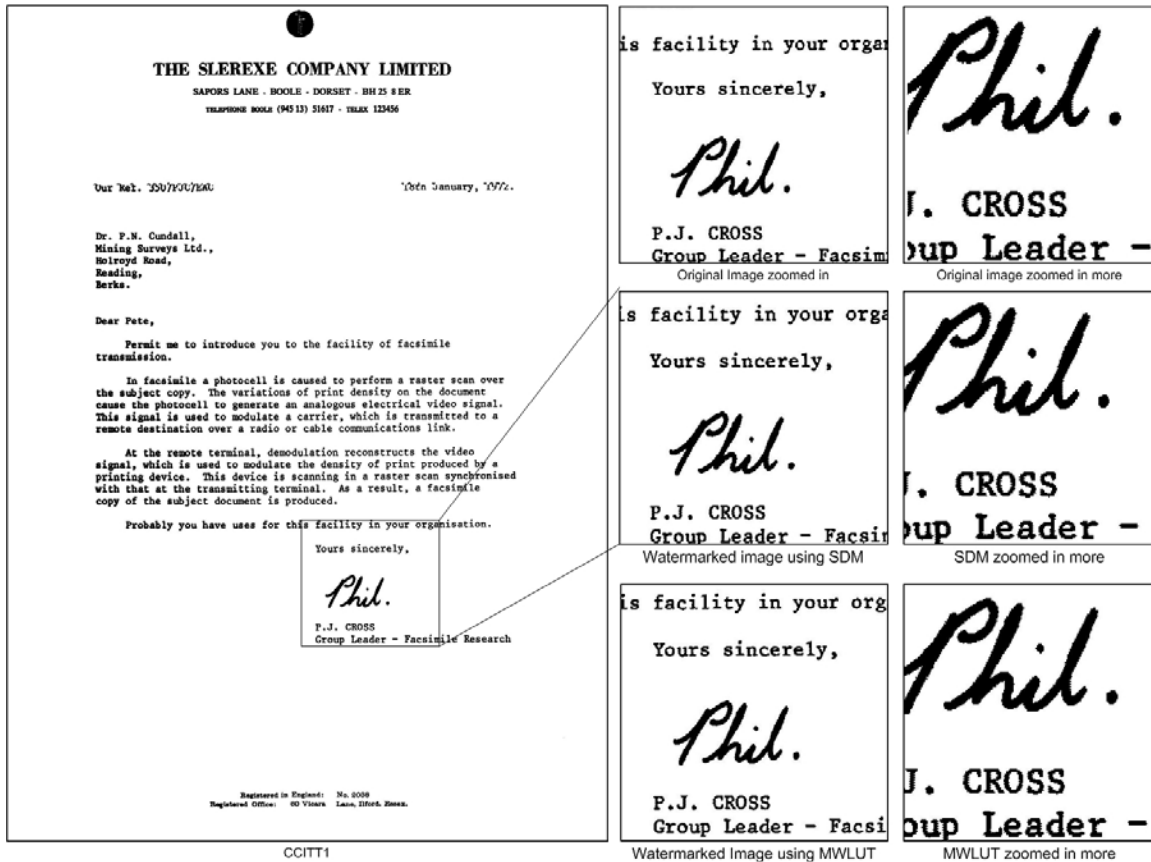 THE SLEREXE COMPANY LIMITED
SAPORS LANE - BOOLE - DORSET - BH 25 8 ER
TELEPHONE BOOLE (945 13) 51617 - TELEX 123456
Our Ref.
18th January, 1972.
Dr. P.N. Cundall,
Mining Surveys Ltd.,
Holroyd Road,
Reading,
Berks.
Dear Pete,
Permit me to introduce you to the facility of facsimile
transmission.
In facsimile a photocell is caused to perform a raster scan over
the subject copy. The variations of print density on the document
cause the photocell to generate an analogous electrical video signal.
This signal is used to modulate a carrier, which is transmitted to a
remote destination over a radio or cable communications link.
At the remote terminal, demodulation reconstructs the video
signal, which is used to modulate the density of print produced by a
printing device. This device is scanning in a raster scan synchronised
with that at the transmitting terminal. As a result, a facsimile
copy of the subject document is produced.
Probably you have uses for this facility in your organisation.
Yours sincerely,
Phil.
P.J. CROSS
Group Leader - Facsimile Research
Registered in England: No. 2038
Registered Office: 60 Vicara Lane, Ilford. Essex.
CCITT1
is facility in your orga
Yours sincerely,
Phil.
P.J. CROSS
Group Leader - Facsim
Original Image zoomed in
Phil.
J. CROSS
oup Leader -
Original image zoomed in more
is facility in your orga
Yours sincerely,
Phil.
P.J. CROSS
Group Leader - Facsim
Watermarked image using SDM
Phil.
J. CROSS
oup Leader -
SDM zoomed in more
is facility in your org
Yours sincerely,
Phil.
P.J. CROSS
Group Leader - Facsi
Watermarked Image using MWLUT
Phil.
J. CROSS
oup Leader -
MWLUT zoomed in more